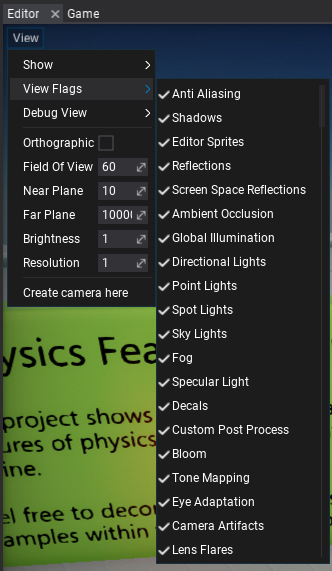 Editor
Game
View
Show
View Flags
Debug View
Orthographic
Field Of View 60
Near Plane 10
Far Plane 1000
Brightness 1
Resolution 1
Create camera here
Anti Aliasing
Shadows
Editor Sprites
Reflections
Screen Space Reflections
Ambient Occlusion
Global Illumination
Directional Lights
Point Lights
Spot Lights
Sky Lights
Fog
Specular Light
Decals
Custom Post Process
Bloom
Tone Mapping
Eye Adaptation
Camera Artifacts
Lens Flares
ysics Fea
project shows
ures of physics
ine.
el free to deco
amples within